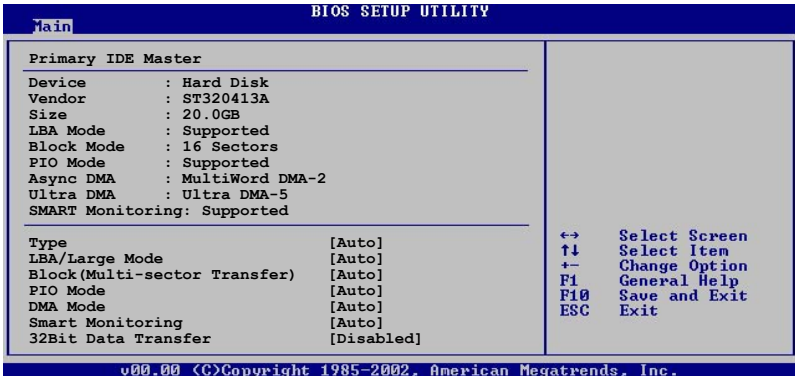 BIOS SETUP UTILITY
Main
Primary IDE Master
Device : Hard Disk
Vendor : ST320413A
Size : 20.0GB
LBA Mode : Supported
Block Mode : 16 Sectors
PIO Mode : Supported
Async DMA : MultiWord DMA-2
Ultra DMA : Ultra DMA-5
SMART Monitoring: Supported
Type [Auto]
LBA/Large Mode [Auto]
Block(Multi-sector Transfer) [Auto]
PIO Mode [Auto]
DMA Mode [Auto]
Smart Monitoring [Auto]
32Bit Data Transfer [Disabled]
↔ Select Screen
↑↓ Select Item
+- Change Option
F1 General Help
F10 Save and Exit
ESC Exit
v00.00 (C)Copyright 1985-2002, American Megatrends, Inc.